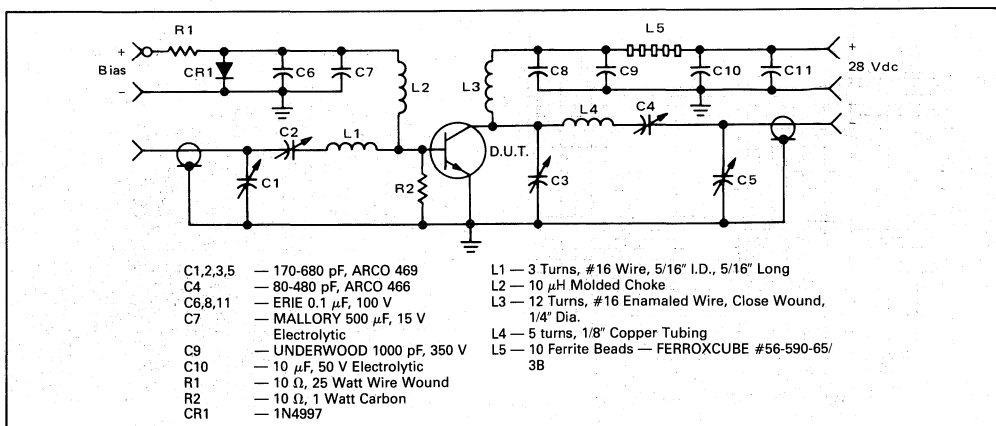 R1
L5
+
Bias
−
CR1
C6
C7
L2
L3
C8
C9
C10
C11
+
28 Vdc
−
C2
L1
L4
C4
C1
R2
D.U.T.
C3
C5
C1,2,3,5 — 170-680 pF, ARCO 469
C4 — 80-480 pF, ARCO 466
C6,8,11 — ERIE 0.1 μF, 100 V
C7 — MALLORY 500 μF, 15 V
Electrolytic
C9 — UNDERWOOD 1000 pF, 350 V
C10 — 10 μF, 50 V Electrolytic
R1 — 10 Ω, 25 Watt Wire Wound
R2 — 10 Ω, 1 Watt Carbon
CR1 — 1N4997
L1 — 3 Turns, #16 Wire, 5/16″ I.D., 5/16″ Long
L2 — 10 μH Molded Choke
L3 — 12 Turns, #16 Enamaled Wire, Close Wound,
1/4″ Dia.
L4 — 5 turns, 1/8″ Copper Tubing
L5 — 10 Ferrite Beads — FERROXCUBE #56-590-65/
3B